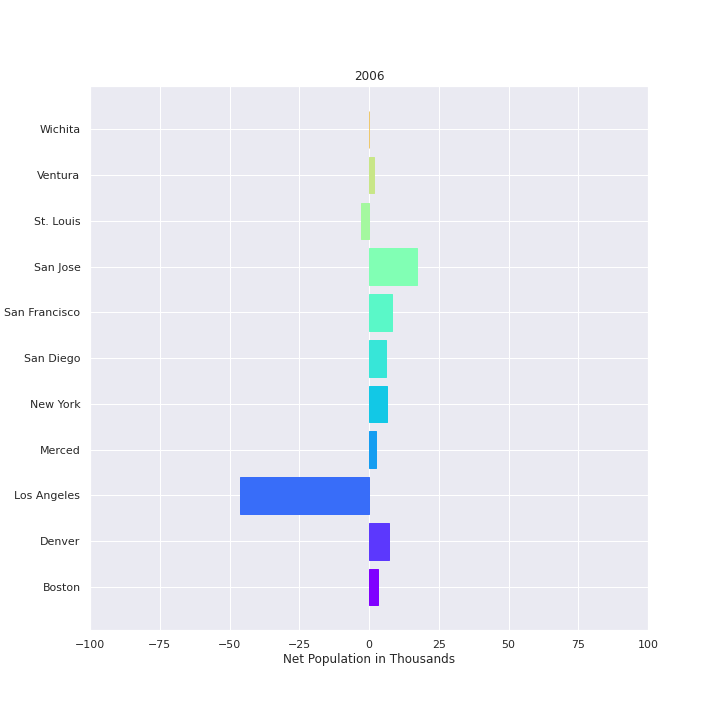 2006
Wichita
Ventura
St. Louis
San Jose
San Francisco
San Diego
New York
Merced
Los Angeles
Denver
Boston
−100 −75 −50 −25 0 25 50 75 100
Net Population in Thousands